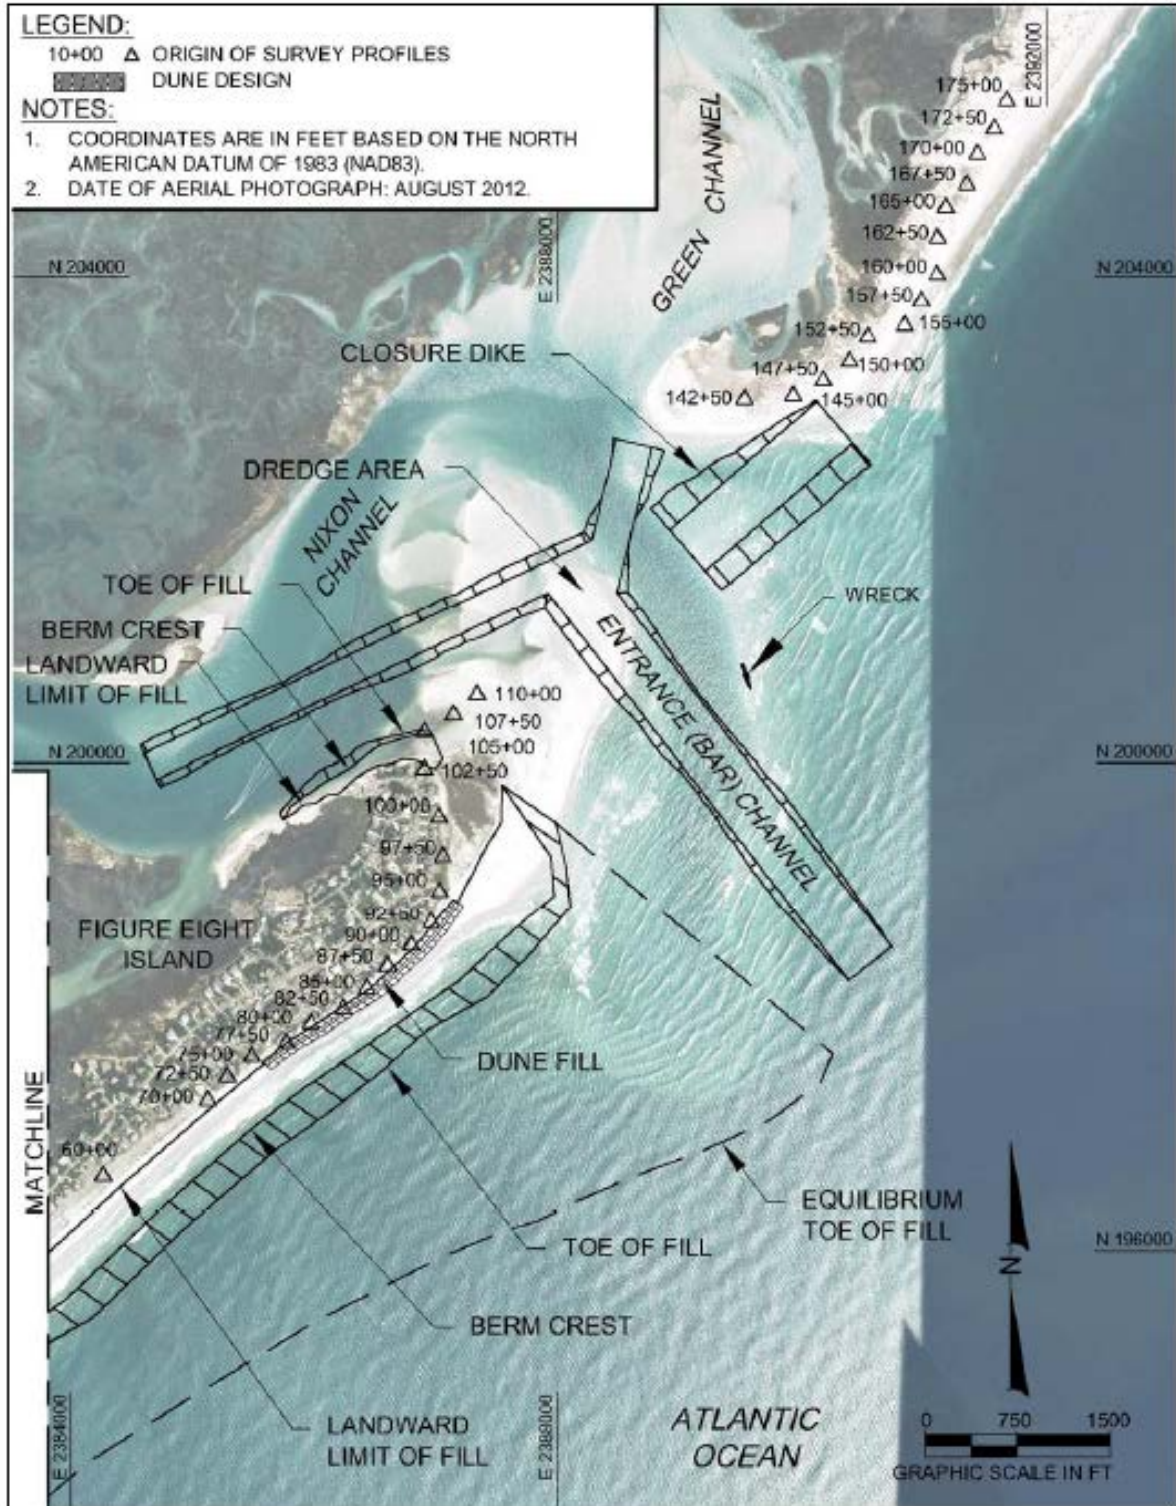 LEGEND:
10+00 △ ORIGIN OF SURVEY PROFILES
DUNE DESIGN
NOTES:
1. COORDINATES ARE IN FEET BASED ON THE NORTH
AMERICAN DATUM OF 1983 (NAD83).
2. DATE OF AERIAL PHOTOGRAPH: AUGUST 2012.
E 2392000
175+00
172+50
170+00
167+50
165+00
162+50
160+00
157+50
155+00
152+50
150+00
147+50
145+00
142+50
GREEN CHANNEL
E 2388000
N 204000
N 204000
CLOSURE DIKE
DREDGE AREA
NIXON
CHANNEL
TOE OF FILL
BERM CREST
LANDWARD
LIMIT OF FILL
WRECK
ENTRANCE (BAR) CHANNEL
N 200000
N 200000
110+00
107+50
105+00
102+50
100+00
97+50
95+00
92+50
90+00
87+50
85+00
82+50
80+00
77+50
75+00
72+50
70+00
60+00
FIGURE EIGHT
ISLAND
MATCHLINE
DUNE FILL
EQUILIBRIUM
TOE OF FILL
TOE OF FILL
N 196000
BERM CREST
N
LANDWARD
LIMIT OF FILL
E 2384000
E 2388000
ATLANTIC
OCEAN
0 750 1500
GRAPHIC SCALE IN FT